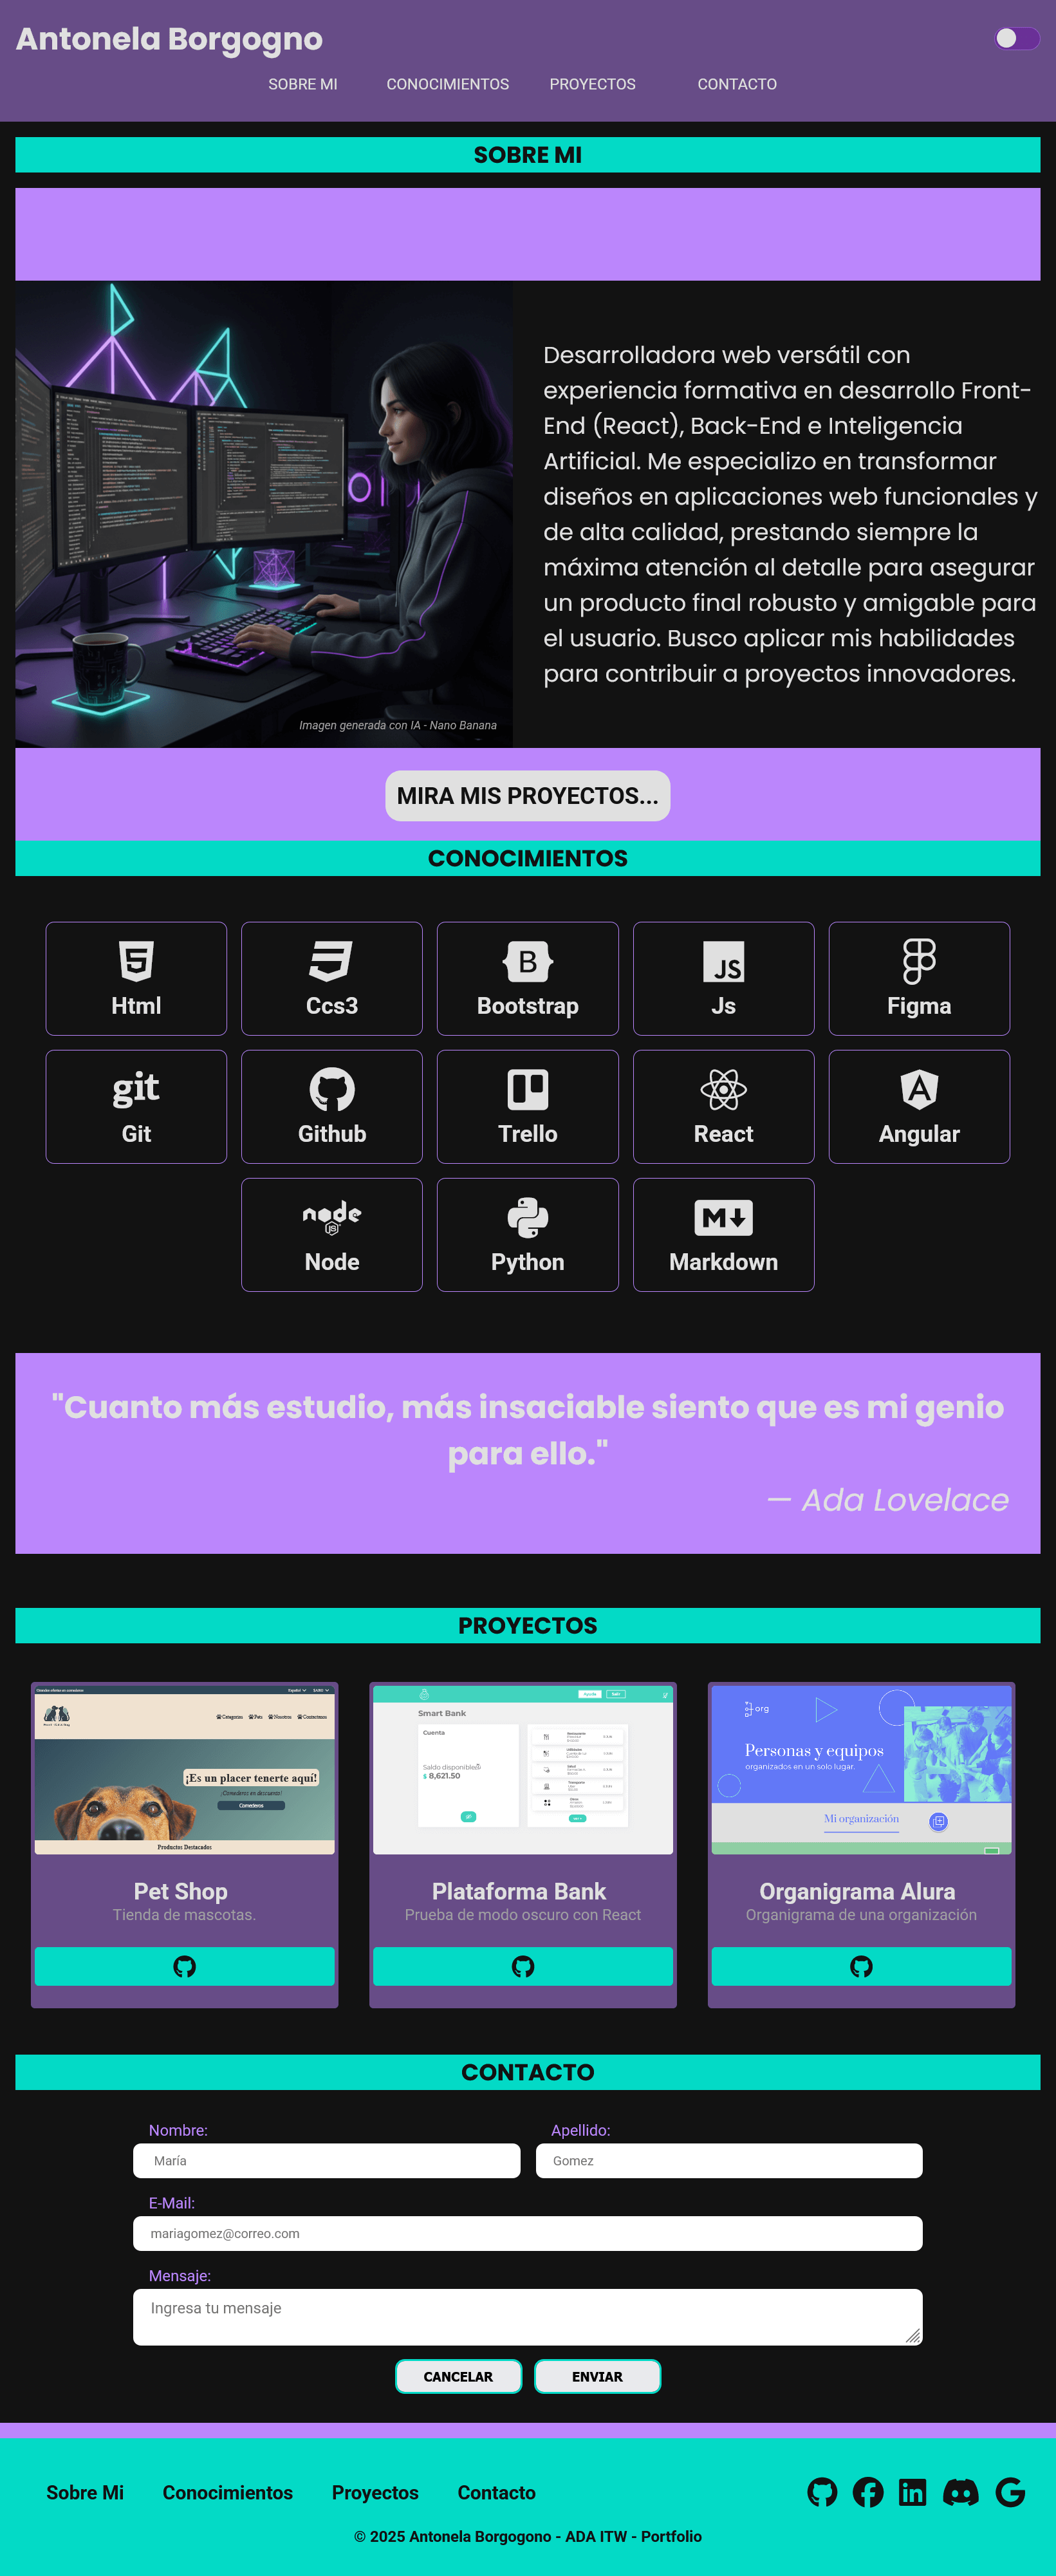 Antonela Borgogno
SOBRE MI CONOCIMIENTOS PROYECTOS CONTACTO
SOBRE MI
Desarrolladora web versátil con
experiencia formativa en desarrollo Front-
End (React), Back-End e Inteligencia
Artificial. Me especializo en transformar
diseños en aplicaciones web funcionales y
de alta calidad, prestando siempre la
máxima atención al detalle para asegurar
un producto final robusto y amigable para
el usuario. Busco aplicar mis habilidades
para contribuir a proyectos innovadores.
Imagen generada con IA - Nano Banana
MIRA MIS PROYECTOS...
CONOCIMIENTOS
Html Ccs3 Bootstrap Js Figma
git
Git Github Trello React Angular
node
Node Python Markdown
"Cuanto más estudio, más insaciable siento que es mi genio
para ello."
— Ada Lovelace
PROYECTOS
¡Es un placer tenerte aquí!
¡Comederos en descuento!
Comederos
Productos Destacados
Smart Bank
Cuenta
Saldo disponible
$ 8,621.50
org
Personas y equipos
organizados en un solo lugar.
Mi organización
Pet Shop
Tienda de mascotas.
Plataforma Bank
Prueba de modo oscuro con React
Organigrama Alura
Organigrama de una organización
CONTACTO
Nombre: Apellido:
María Gomez
E-Mail:
mariagomez@correo.com
Mensaje:
Ingresa tu mensaje
CANCELAR ENVIAR
Sobre Mi Conocimientos Proyectos Contacto
© 2025 Antonela Borgogono - ADA ITW - Portfolio